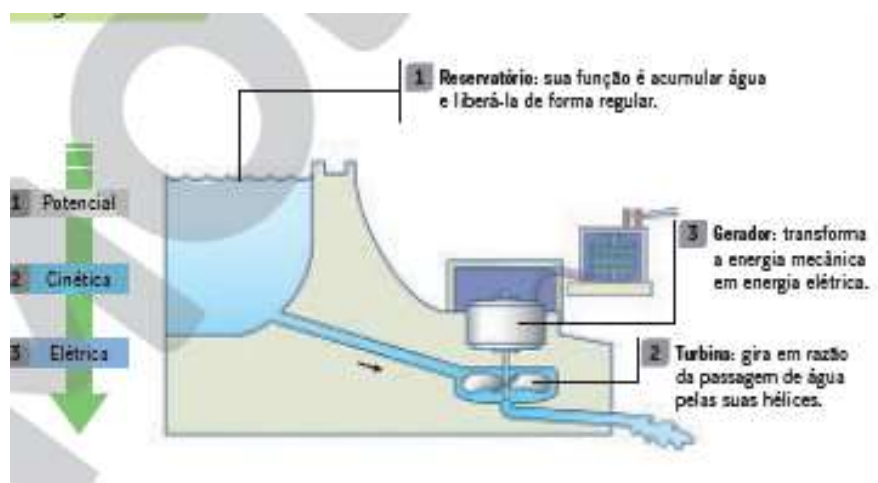 1 Reservatório: sua função é acumular água
e liberá-la de forma regular.
1 Potencial
2 Cinética
3 Elétrica
3 Gerador: transforma
a energia mecânica
em energia elétrica.
2 Turbina: gira em razão
da passagem de água
pelas suas hélices.